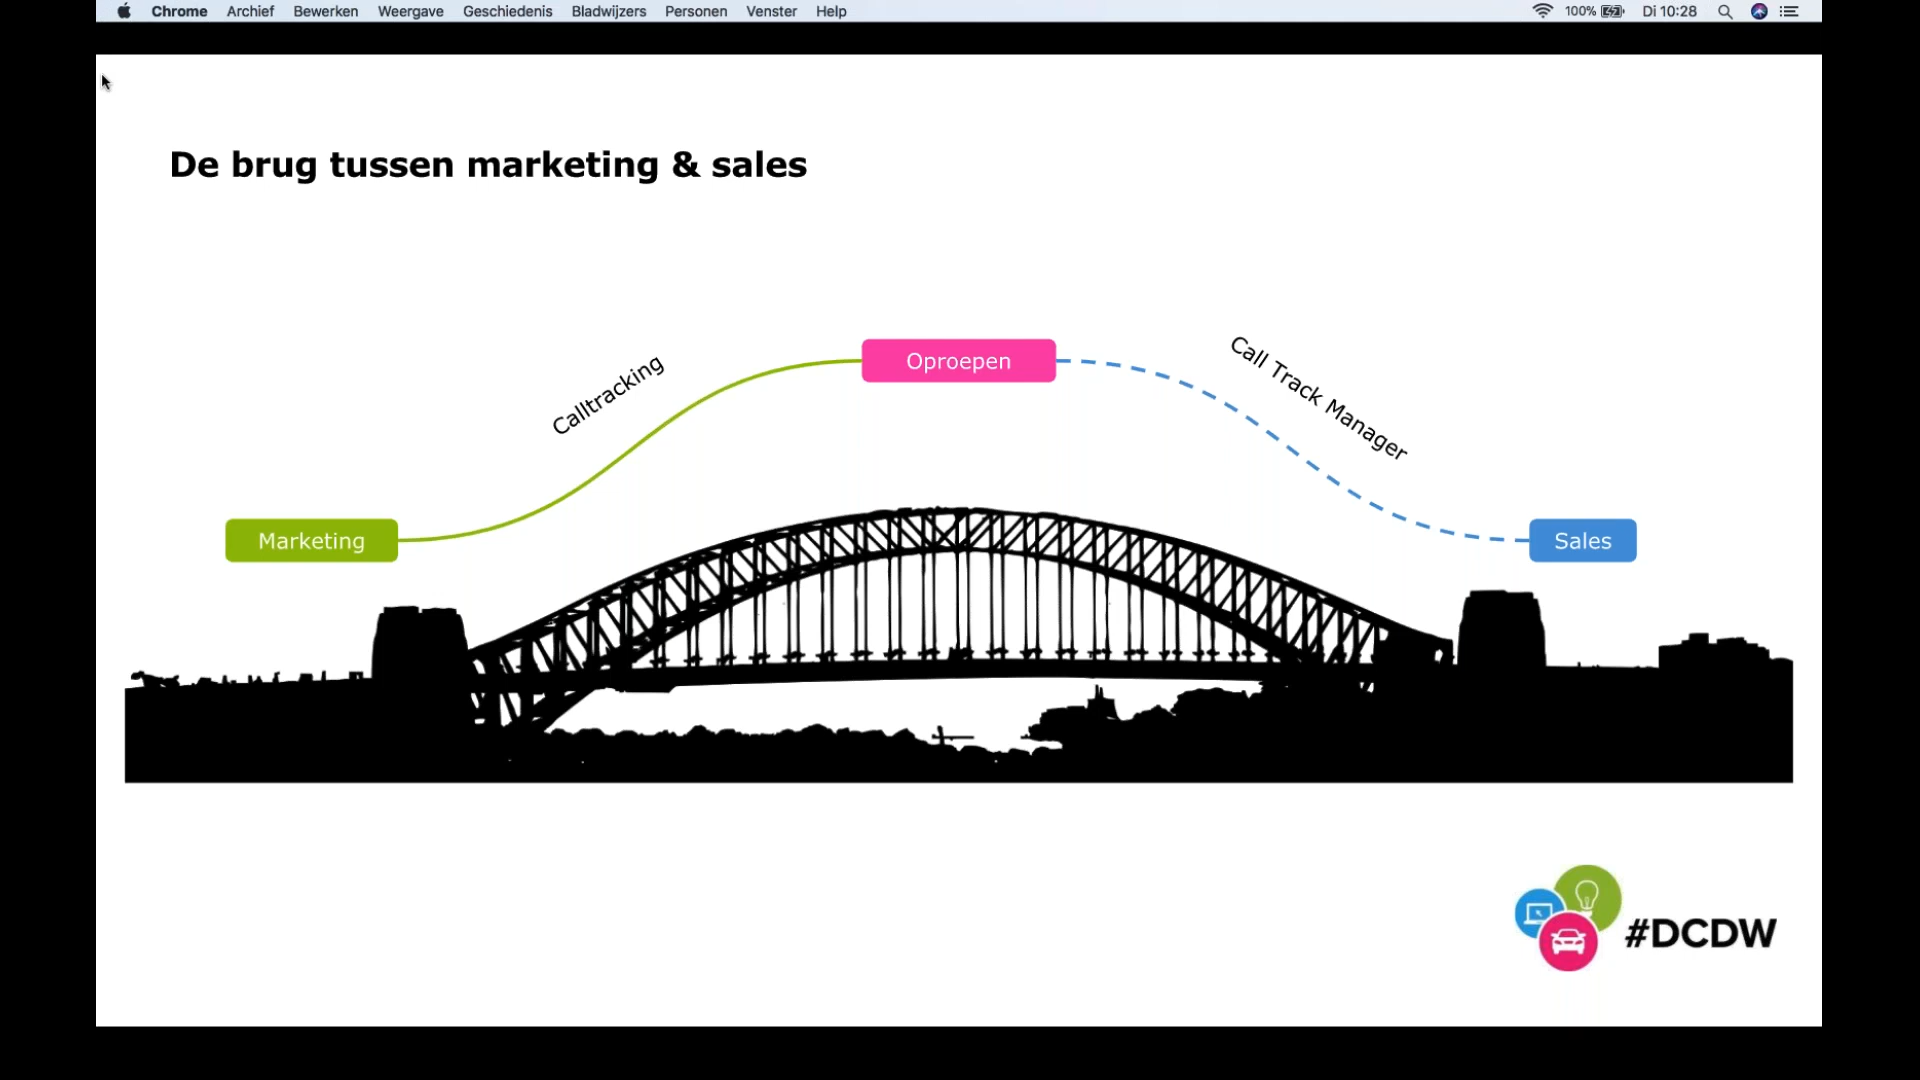 Chrome Archief Bewerken Weergave Geschiedenis Bladwijzers Personen Venster Help 100% Di 10:28
De brug tussen marketing & sales
Calltracking
Oproepen
Call Track Manager
Marketing
Sales
#DCDW